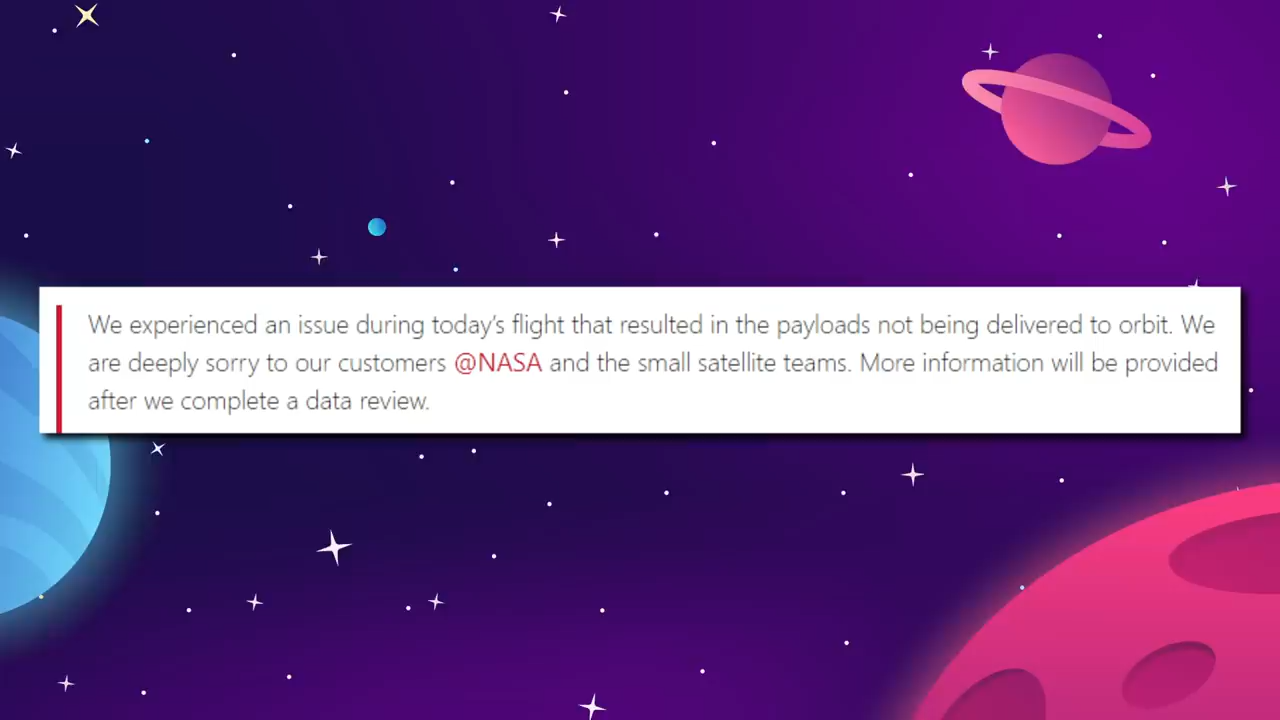 We experienced an issue during today's flight that resulted in the payloads not being delivered to orbit. We
are deeply sorry to our customers @NASA and the small satellite teams. More information will be provided
after we complete a data review.